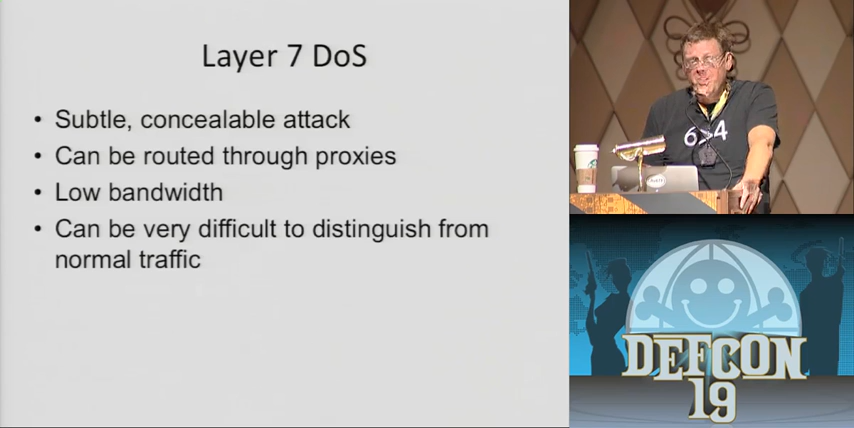 Layer 7 DoS
• Subtle, concealable attack
• Can be routed through proxies
• Low bandwidth
• Can be very difficult to distinguish from
normal traffic
6>4
DEFCON
19